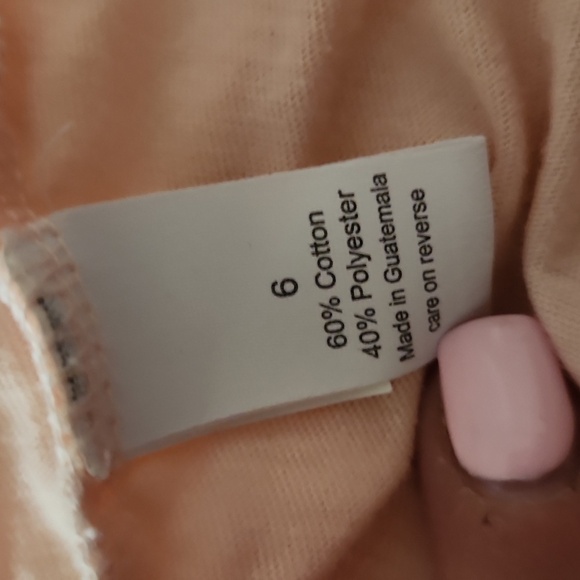 6
60% Cotton
40% Polyester
Made in Guatemala
care on reverse